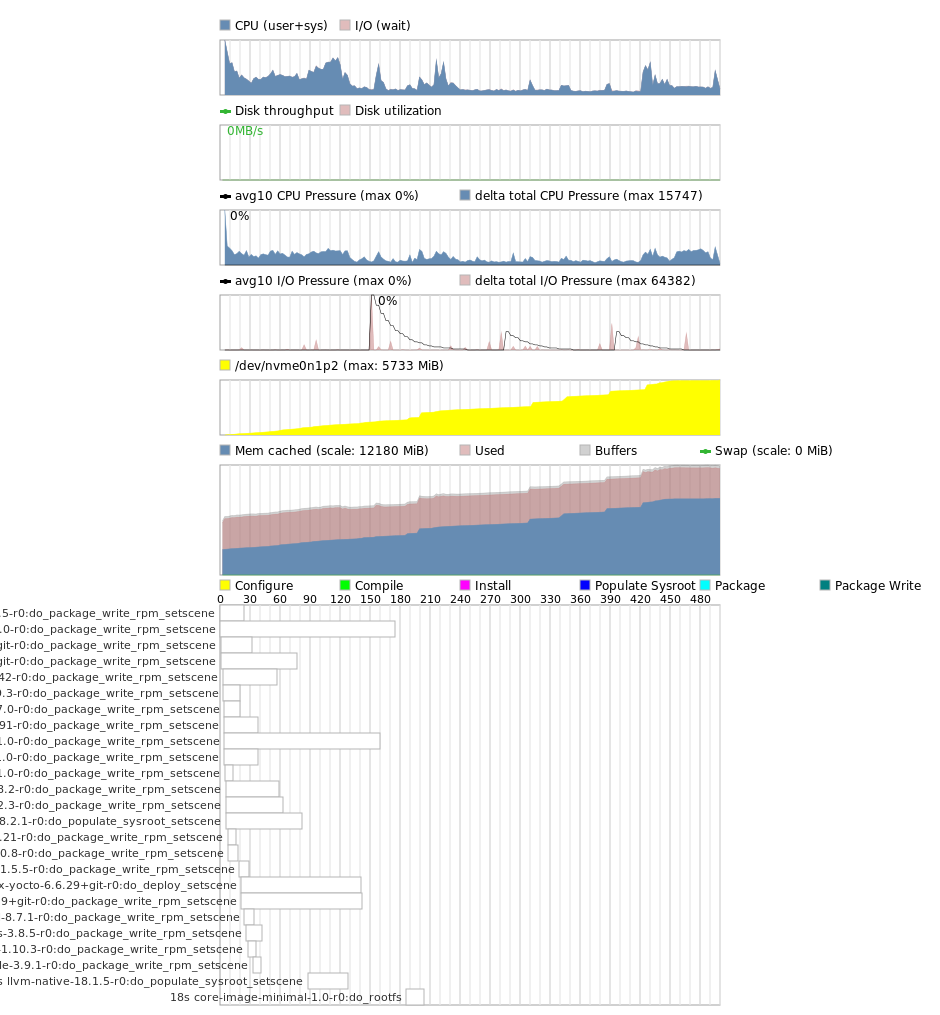 CPU (user+sys) I/O (wait)
Disk throughput Disk utilization
0MB/s
avg10 CPU Pressure (max 0%) delta total CPU Pressure (max 15747)
0%
avg10 I/O Pressure (max 0%) delta total I/O Pressure (max 64382)
0%
/dev/nvme0n1p2 (max: 5733 MiB)
Mem cached (scale: 12180 MiB) Used Buffers Swap (scale: 0 MiB)
Configure Compile Install Populate Sysroot Package Package Write
0 30 60 90 120 150 180 210 240 270 300 330 360 390 420 450 480
.5-r0:do_package_write_rpm_setscene
.0-r0:do_package_write_rpm_setscene
git-r0:do_package_write_rpm_setscene
git-r0:do_package_write_rpm_setscene
42-r0:do_package_write_rpm_setscene
.3-r0:do_package_write_rpm_setscene
7.0-r0:do_package_write_rpm_setscene
91-r0:do_package_write_rpm_setscene
1.0-r0:do_package_write_rpm_setscene
.0-r0:do_package_write_rpm_setscene
1.0-r0:do_package_write_rpm_setscene
3.2-r0:do_package_write_rpm_setscene
2.3-r0:do_package_write_rpm_setscene
8.2.1-r0:do_populate_sysroot_setscene
.21-r0:do_package_write_rpm_setscene
0.8-r0:do_package_write_rpm_setscene
1.5.5-r0:do_package_write_rpm_setscene
x-yocto-6.6.29+git-r0:do_deploy_setscene
9+git-r0:do_package_write_rpm_setscene
-8.7.1-r0:do_package_write_rpm_setscene
s-3.8.5-r0:do_package_write_rpm_setscene
-1.10.3-r0:do_package_write_rpm_setscene
le-3.9.1-r0:do_package_write_rpm_setscene
s llvm-native-18.1.5-r0:do_populate_sysroot_setscene
18s core-image-minimal-1.0-r0:do_rootfs